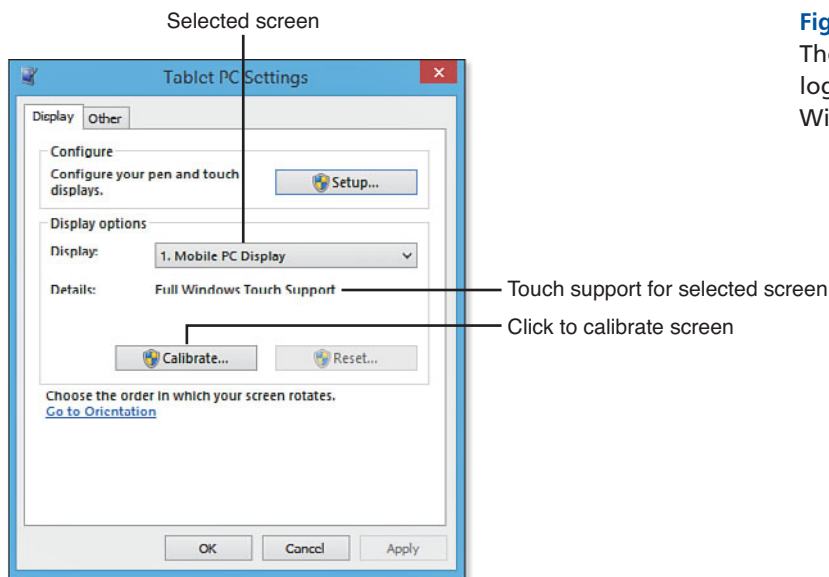 Selected screen
Fig
The
log
Wi
Tablet PC Settings
Display Other
Configure
Configure your pen and touch
displays.
Setup...
Display options
Display: 1. Mobile PC Display
Details: Full Windows Touch Support
Touch support for selected screen
Click to calibrate screen
Calibrate... Reset...
Choose the order in which your screen rotates.
Go to Orientation
OK Cancel Apply